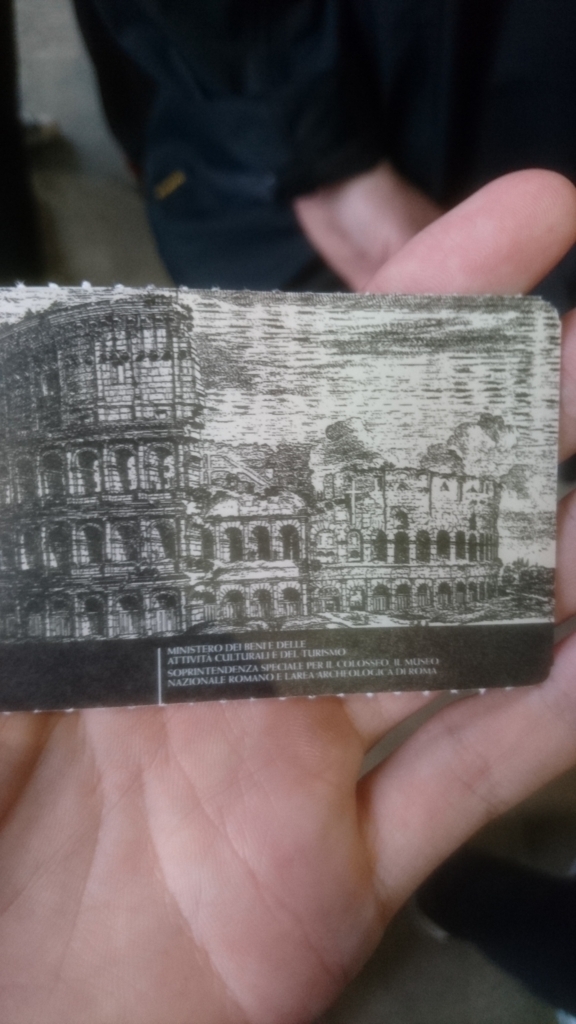 MINISTERO DEI BENI E DELLE
ATTIVITÀ CULTURALI E DEL TURISMO
SOPRINTENDENZA SPECIALE PER IL COLOSSEO, IL MUSEO
NAZIONALE ROMANO E L'AREA ARCHEOLOGICA DI ROMA